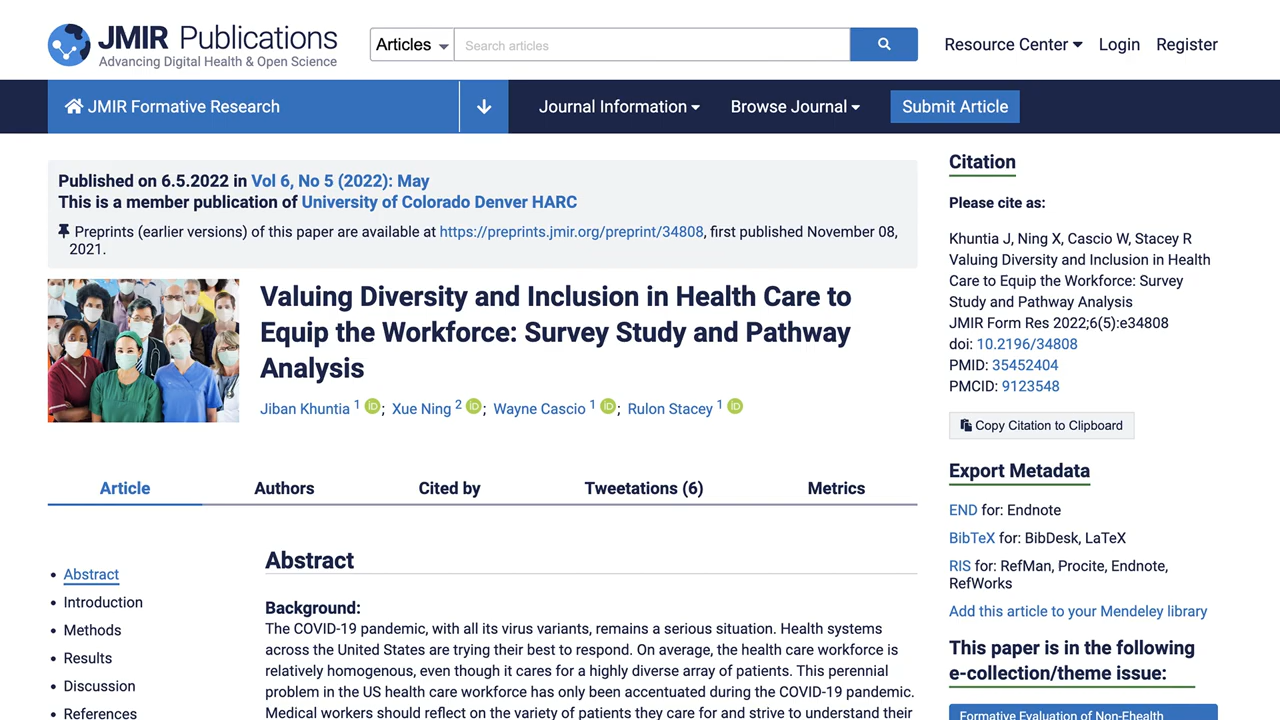 JMIR Publications
Advancing Digital Health & Open Science
Articles
Search articles
Resource Center
Login
Register
JMIR Formative Research
Journal Information
Browse Journal
Submit Article
Published on 6.5.2022 in Vol 6, No 5 (2022): May
This is a member publication of University of Colorado Denver HARC
Preprints (earlier versions) of this paper are available at https://preprints.jmir.org/preprint/34808, first published November 08,
2021.
Valuing Diversity and Inclusion in Health Care to
Equip the Workforce: Survey Study and Pathway
Analysis
Jiban Khuntia 1 iD; Xue Ning 2 iD; Wayne Cascio 1 iD; Rulon Stacey 1 iD
Article
Authors
Cited by
Tweetations (6)
Metrics
Abstract
Introduction
Methods
Results
Discussion
References
Abstract
Background:
The COVID-19 pandemic, with all its virus variants, remains a serious situation. Health systems
across the United States are trying their best to respond. On average, the health care workforce is
relatively homogenous, even though it cares for a highly diverse array of patients. This perennial
problem in the US health care workforce has only been accentuated during the COVID-19 pandemic.
Medical workers should reflect on the variety of patients they care for and strive to understand their
Citation
Please cite as:
Khuntia J, Ning X, Cascio W, Stacey R
Valuing Diversity and Inclusion in Health
Care to Equip the Workforce: Survey
Study and Pathway Analysis
JMIR Form Res 2022;6(5):e34808
doi: 10.2196/34808
PMID: 35452404
PMCID: 9123548
Copy Citation to Clipboard
Export Metadata
END for: Endnote
BibTeX for: BibDesk, LaTeX
RIS for: RefMan, Procite, Endnote,
RefWorks
Add this article to your Mendeley library
This paper is in the following
e-collection/theme issue:
Formative Evaluation of Non-Ehealth